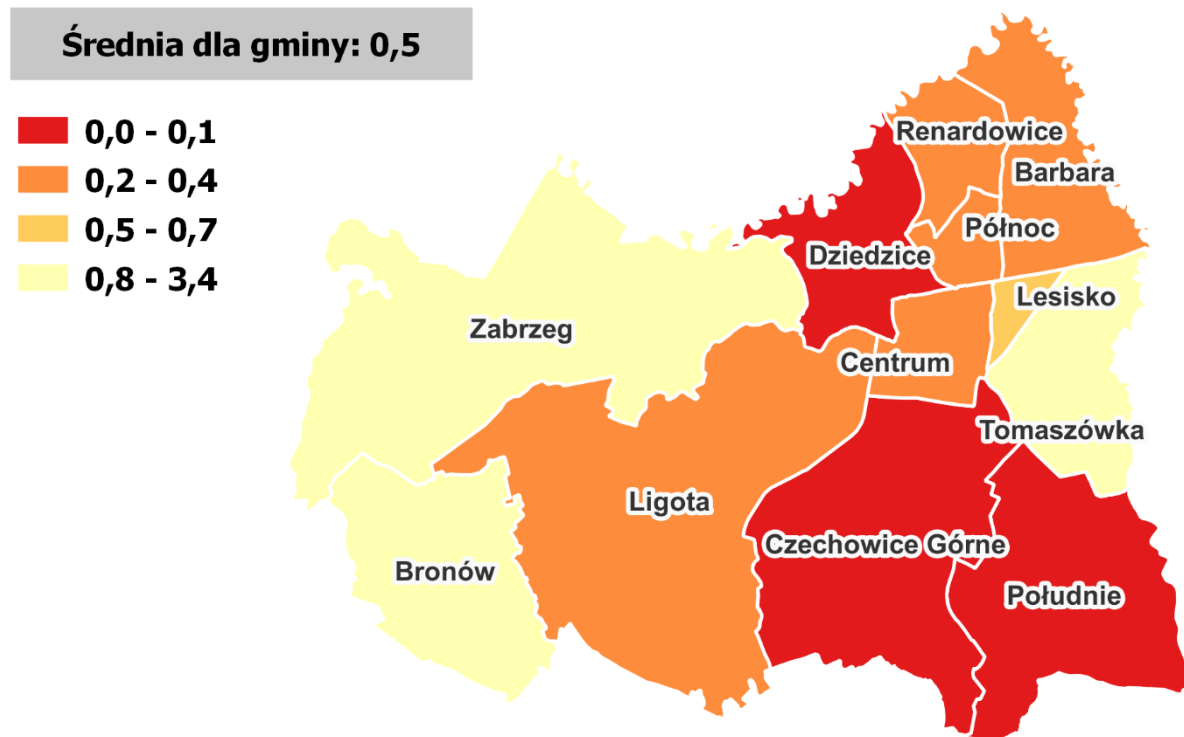 Średnia dla gminy: 0,5
0,0 - 0,1
0,2 - 0,4
0,5 - 0,7
0,8 - 3,4
Renardowice
Barbara
Północ
Dziedzice
Lesisko
Zabrzeg
Centrum
Tomaszówka
Ligota
Czechowice Górne
Bronów
Południe